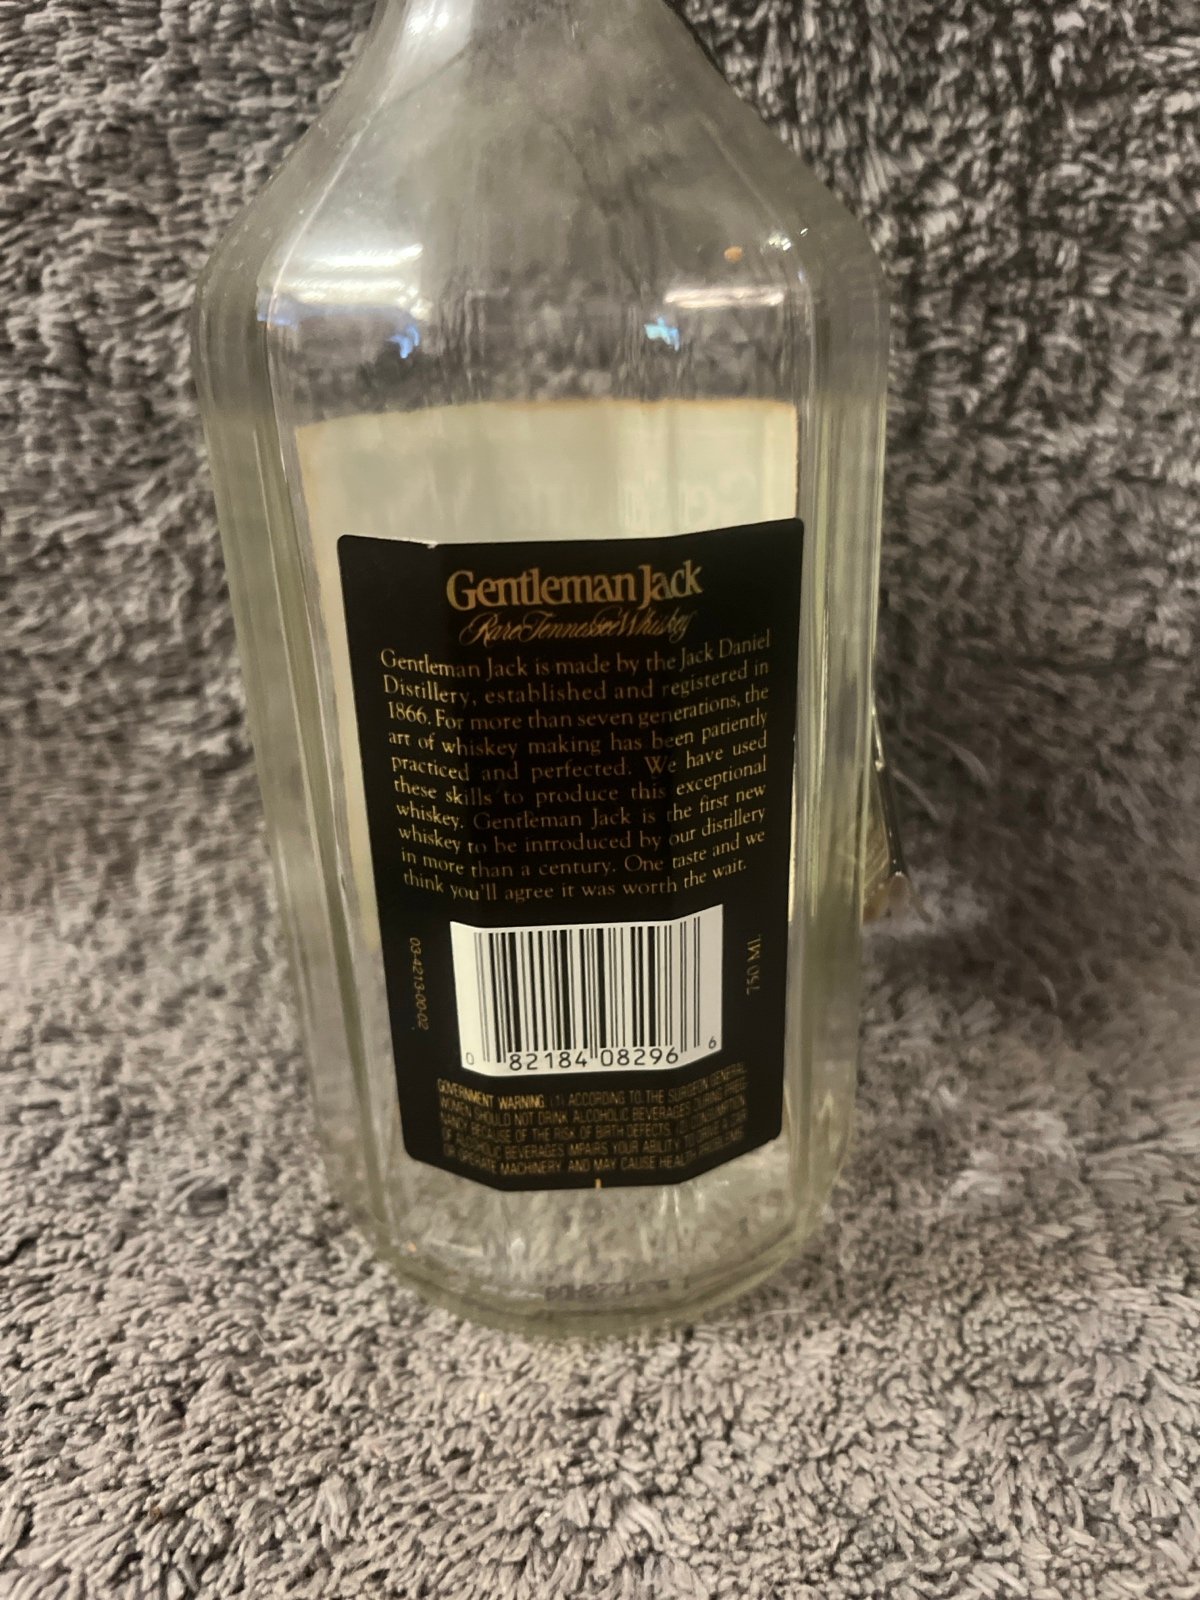 Gentleman Jack
Rare Tennessee Whiskey
Gentleman Jack is made by the Jack Daniel
Distillery, established and registered in
1866. For more than seven generations, the
art of whiskey making has been patiently
practiced and perfected. We have used
these skills to produce this exceptional
whiskey. Gentleman Jack is the first new
whiskey to be introduced by our distillery
in more than a century. One taste and we
think you'll agree it was worth the wait.
03-4213-00-02
750 ML
0 82184 08296 6
GOVERNMENT WARNING: (1) ACCORDING TO THE SURGEON GENERAL,
WOMEN SHOULD NOT DRINK ALCOHOLIC BEVERAGES DURING PREG-
NANCY BECAUSE OF THE RISK OF BIRTH DEFECTS. (2) CONSUMPTION
OF ALCOHOLIC BEVERAGES IMPAIRS YOUR ABILITY TO DRIVE A CAR
OR OPERATE MACHINERY, AND MAY CAUSE HEALTH PROBLEMS.